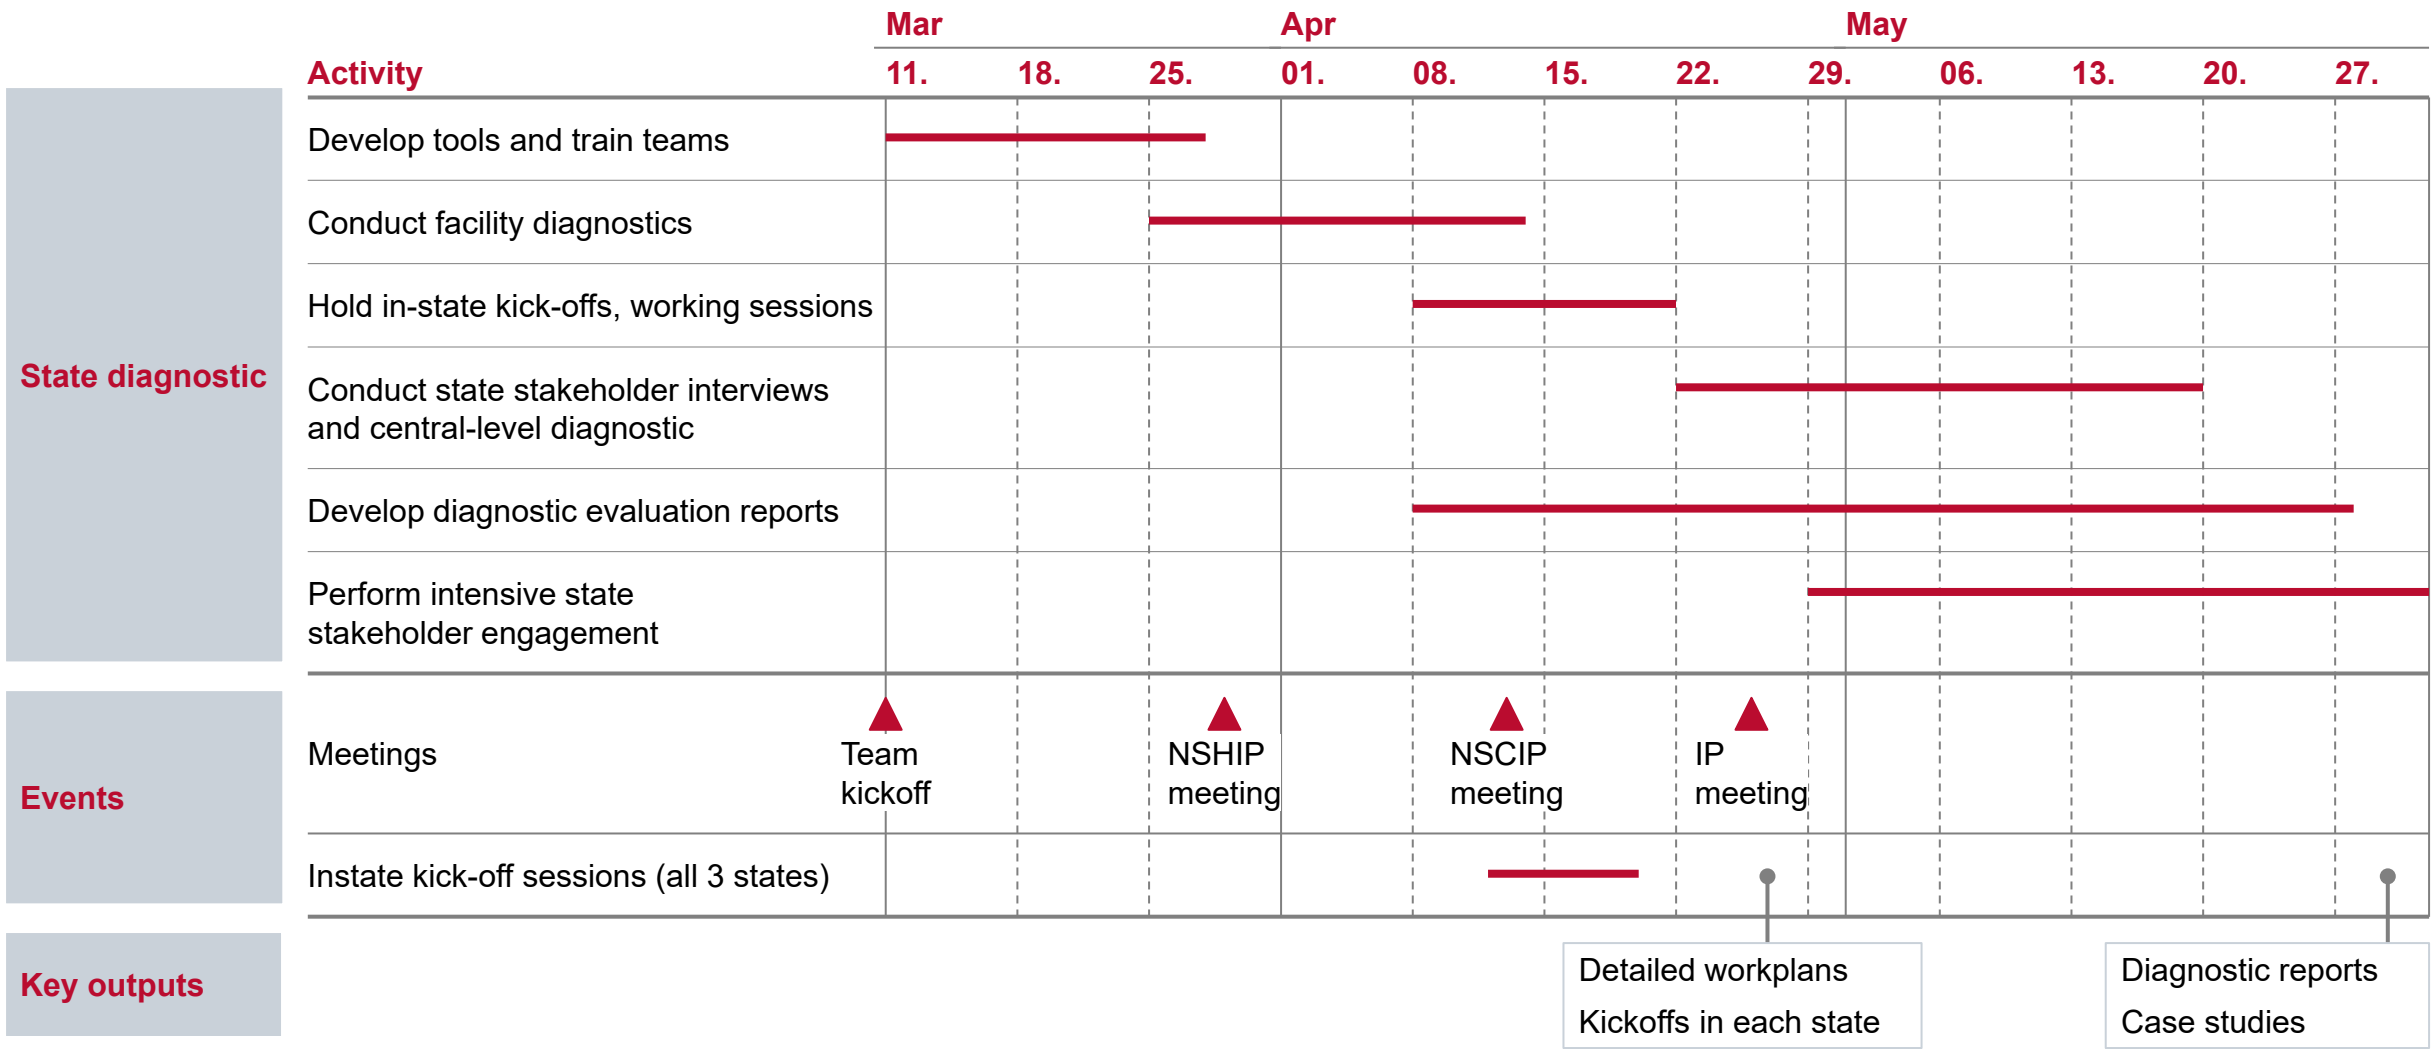 Mar Apr May
Activity 11. 18. 25. 01. 08. 15. 22. 29. 06. 13. 20. 27.
State diagnostic
Develop tools and train teams
Conduct facility diagnostics
Hold in-state kick-offs, working sessions
Conduct state stakeholder interviews
and central-level diagnostic
Develop diagnostic evaluation reports
Perform intensive state
stakeholder engagement
Events
Meetings
Team
kickoff
NSHIP
meeting
NSCIP
meeting
IP
meeting
Instate kick-off sessions (all 3 states)
Key outputs
Detailed workplans
Kickoffs in each state
Diagnostic reports
Case studies